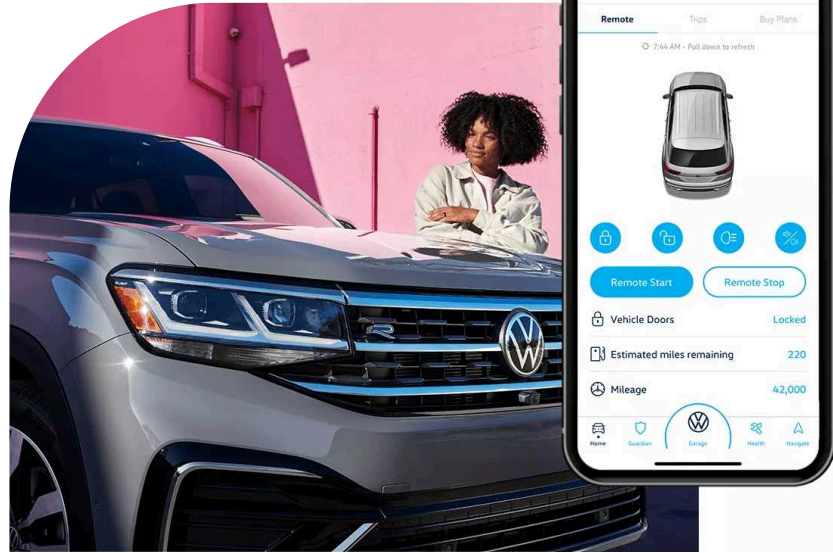 Remote Trips Buy Plans
7:44 AM - Pull down to refresh
Remote Start Remote Stop
Vehicle Doors Locked
Estimated miles remaining 220
Mileage 42,000
Home Guardian Garage Health Navigate
R